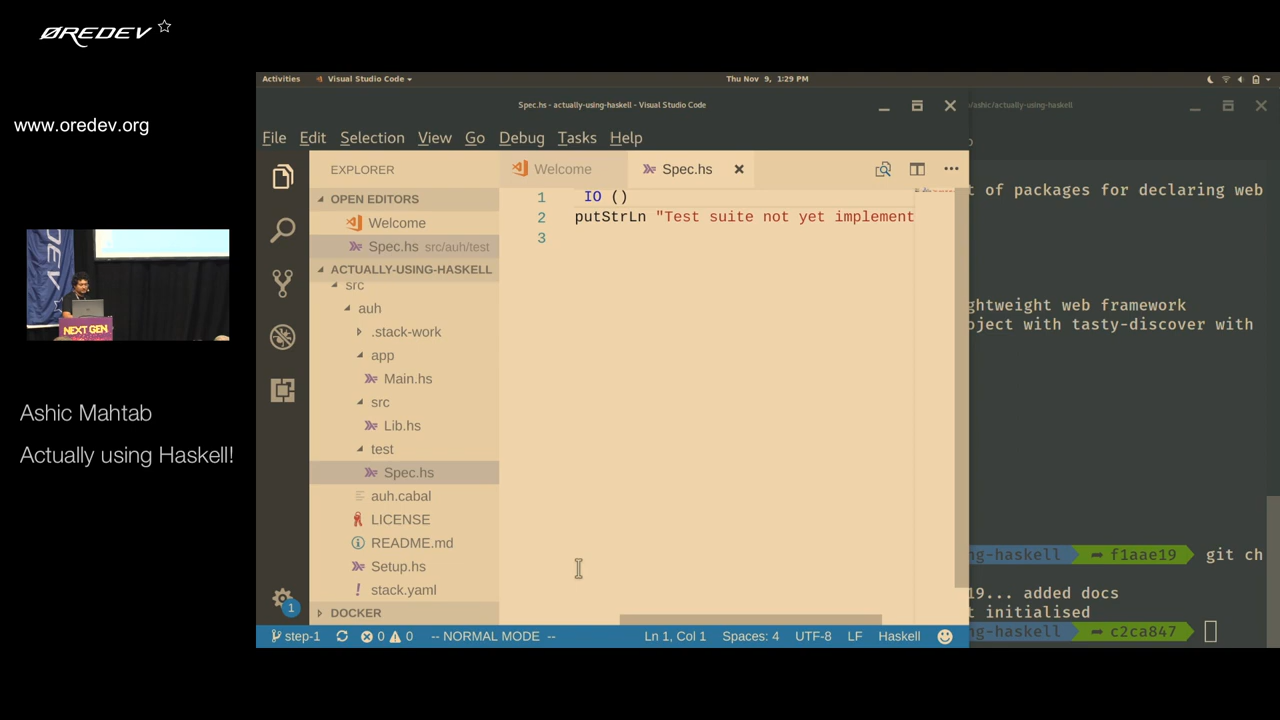 ØREDEV
www.oredev.org
NEXT GEN
Ashic Mahtab
Actually using Haskell!
Activities
Visual Studio Code
Thu Nov 9, 1:29 PM
Spec.hs - actually-using-haskell - Visual Studio Code
/ashic/actually-using-haskell
File Edit Selection View Go Debug Tasks Help
EXPLORER
OPEN EDITORS
Welcome
Spec.hs src/auh/test
ACTUALLY-USING-HASKELL
src
auh
.stack-work
app
Main.hs
src
Lib.hs
test
Spec.hs
auh.cabal
LICENSE
README.md
Setup.hs
stack.yaml
DOCKER
Welcome
Spec.hs
1 IO ()
2 putStrLn "Test suite not yet implement
3
t of packages for declaring web
ghtweight web framework
oject with tasty-discover with
ng-haskell f1aae19 git ch
19... added docs
t initialised
ng-haskell c2ca847
1
step-1 0 0 -- NORMAL MODE -- Ln 1, Col 1 Spaces: 4 UTF-8 LF Haskell